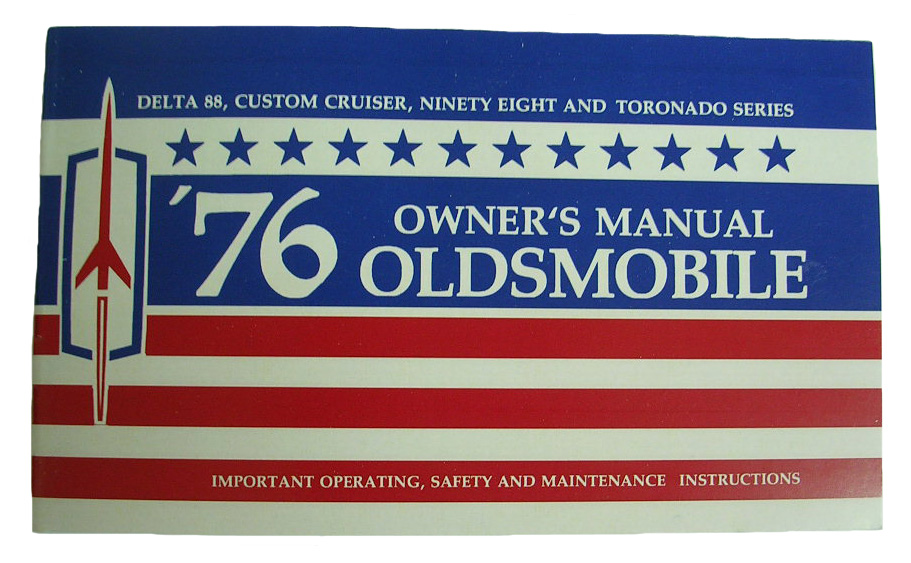 DELTA 88, CUSTOM CRUISER, NINETY EIGHT AND TORONADO SERIES
'76 OWNER'S MANUAL
OLDSMOBILE
IMPORTANT OPERATING, SAFETY AND MAINTENANCE INSTRUCTIONS